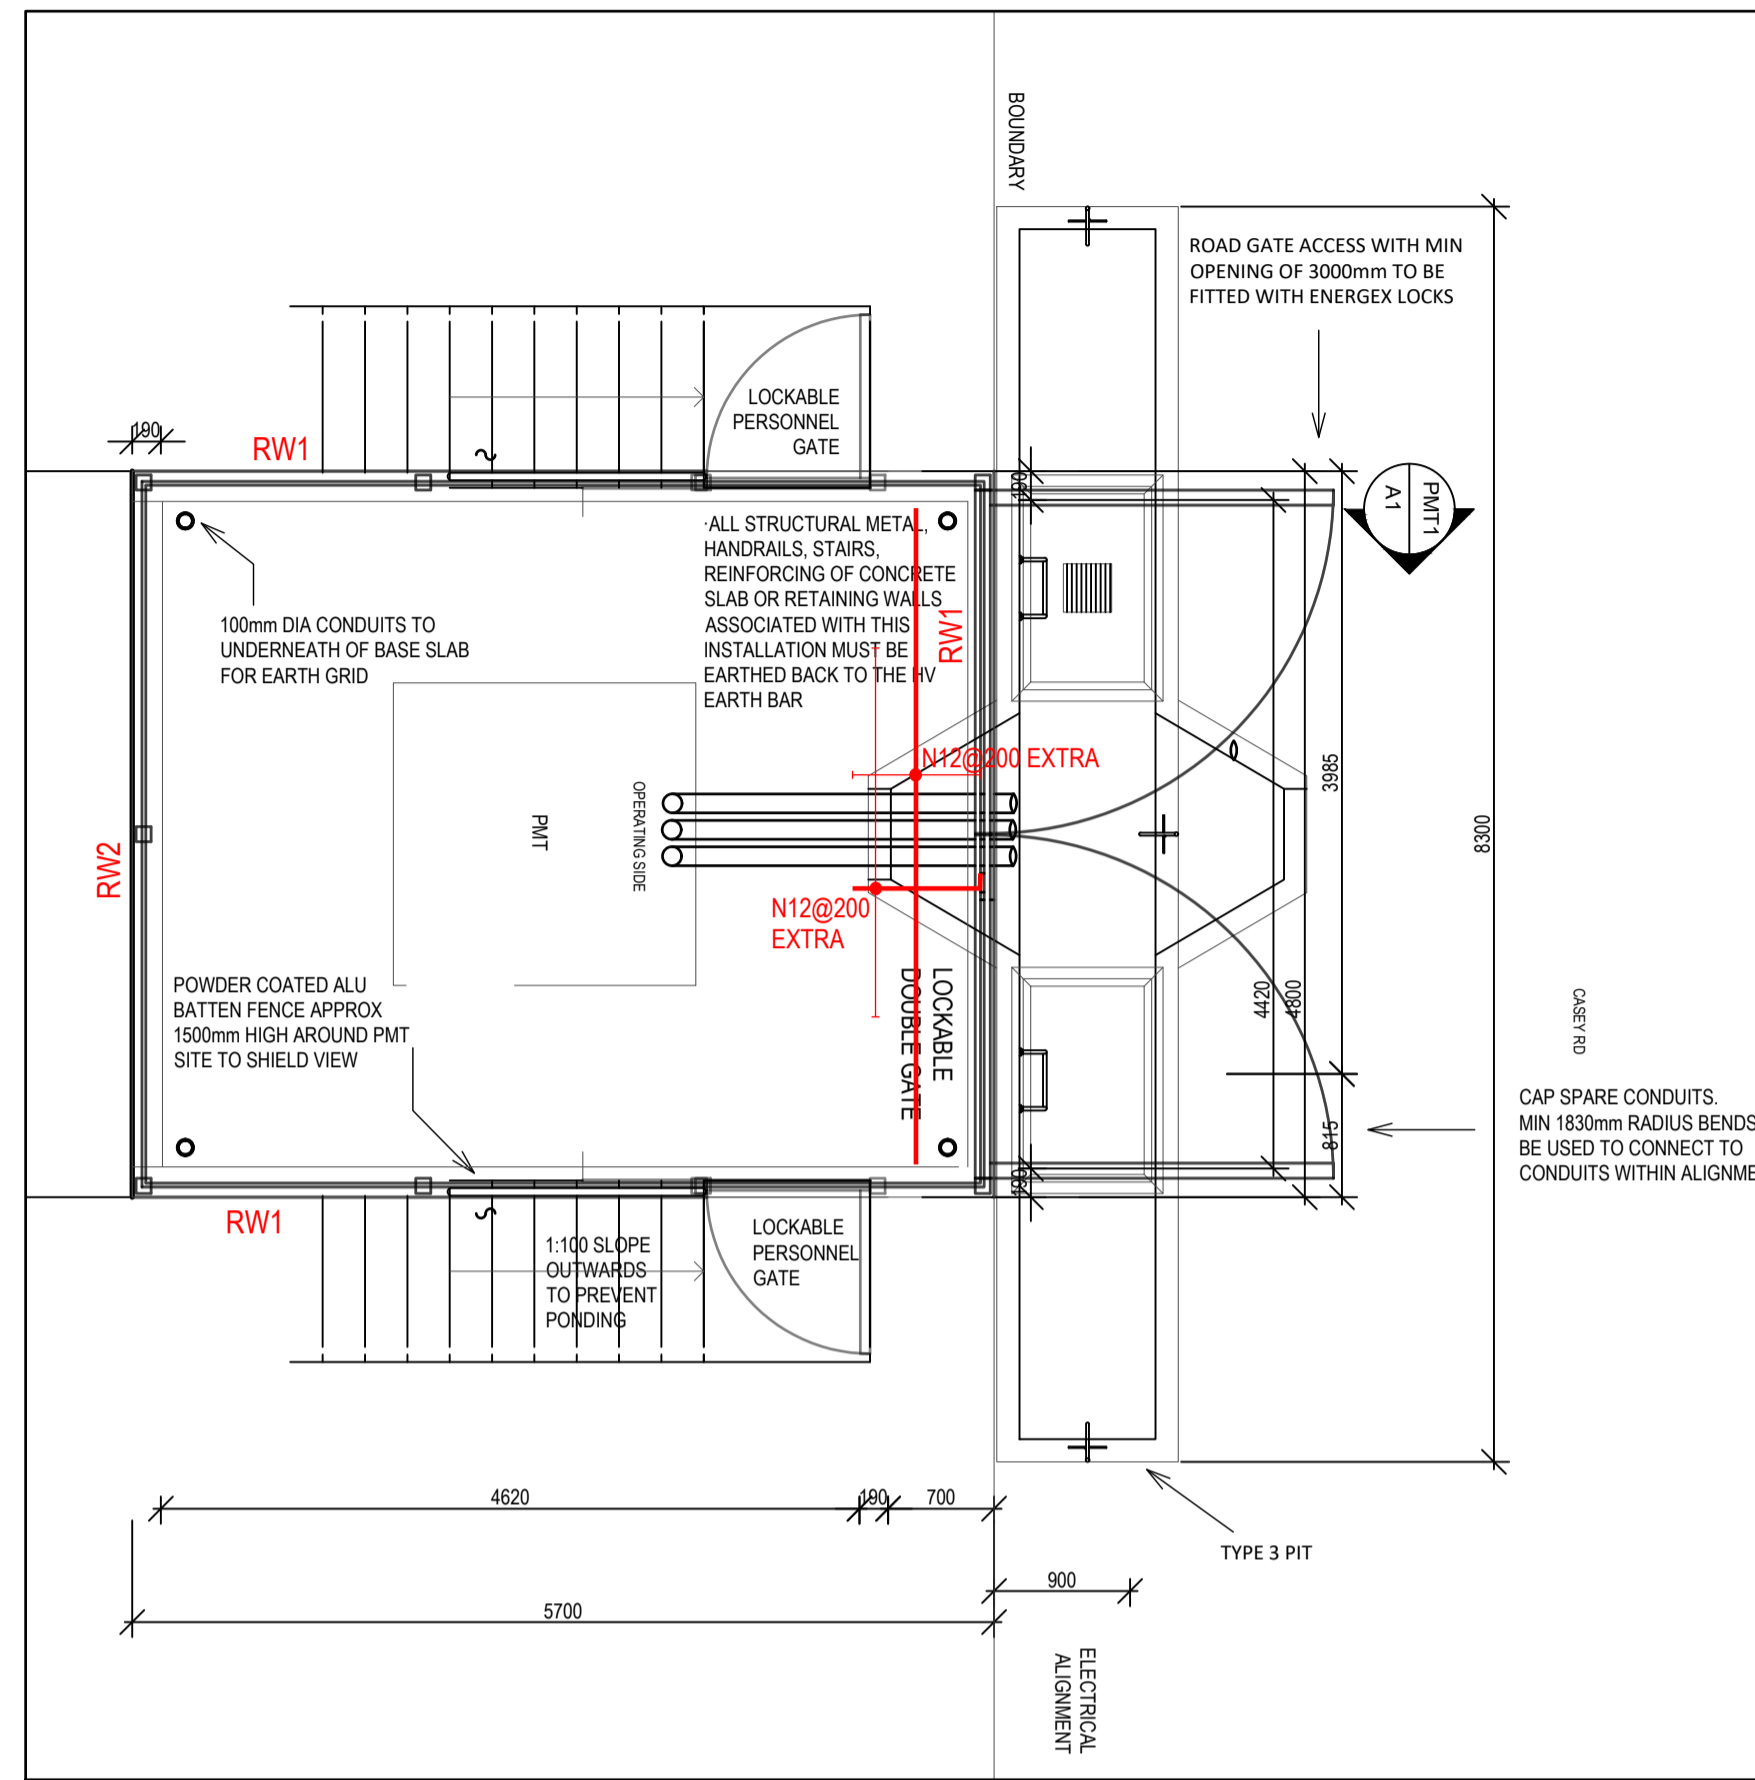 BOUNDARY
ROAD GATE ACCESS WITH MIN
OPENING OF 3000mm TO BE
FITTED WITH ENERGEX LOCKS
LOCKABLE
PERSONNEL
GATE
190
RW1
190
PMT1
A1
·ALL STRUCTURAL METAL,
HANDRAILS, STAIRS,
REINFORCING OF CONCRETE
SLAB OR RETAINING WALLS
ASSOCIATED WITH THIS
INSTALLATION MUST BE
EARTHED BACK TO THE HV
EARTH BAR
RW1
100mm DIA CONDUITS TO
UNDERNEATH OF BASE SLAB
FOR EARTH GRID
N12@200 EXTRA
OPERATING SIDE
PMT
3985
8300
RW2
N12@200
EXTRA
LOCKABLE
DOUBLE GATE
POWDER COATED ALU
BATTEN FENCE APPROX
1500mm HIGH AROUND PMT
SITE TO SHIELD VIEW
4420
4800
CASEY RD
CAP SPARE CONDUITS.
MIN 1830mm RADIUS BENDS
BE USED TO CONNECT TO
CONDUITS WITHIN ALIGNME
815
190
RW1
1:100 SLOPE
OUTWARDS
TO PREVENT
PONDING
LOCKABLE
PERSONNEL
GATE
4620
190
700
TYPE 3 PIT
900
5700
ELECTRICAL
ALIGNMENT